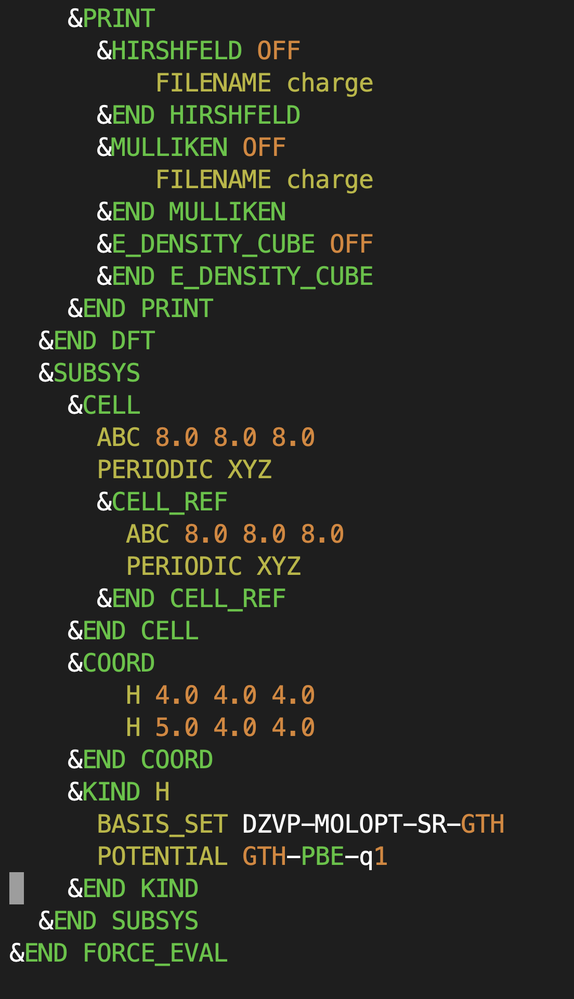 &PRINT
&HIRSHFELD OFF
FILENAME charge
&END HIRSHFELD
&MULLIKEN OFF
FILENAME charge
&END MULLIKEN
&E_DENSITY_CUBE OFF
&END E_DENSITY_CUBE
&END PRINT
&END DFT
&SUBSYS
&CELL
ABC 8.0 8.0 8.0
PERIODIC XYZ
&CELL_REF
ABC 8.0 8.0 8.0
PERIODIC XYZ
&END CELL_REF
&END CELL
&COORD
H 4.0 4.0 4.0
H 5.0 4.0 4.0
&END COORD
&KIND H
BASIS_SET DZVP-MOLOPT-SR-GTH
POTENTIAL GTH-PBE-q1
&END KIND
&END SUBSYS
&END FORCE_EVAL